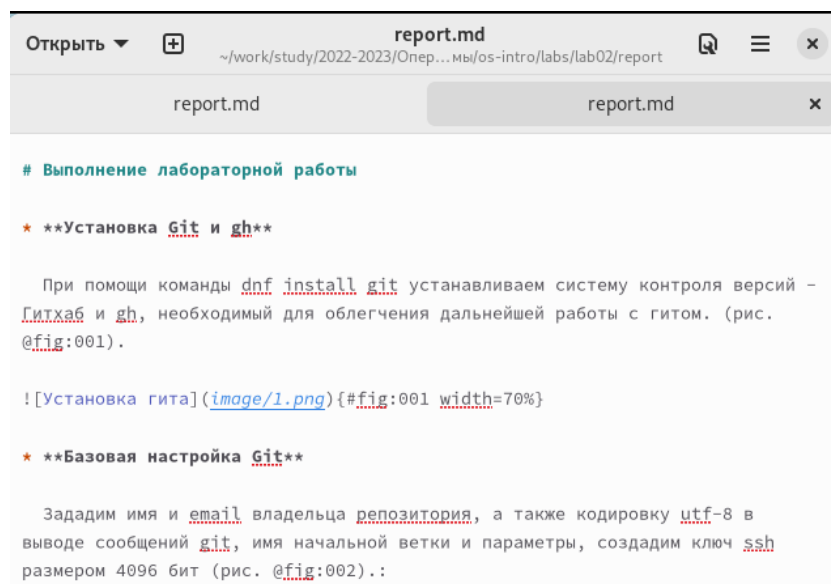 Открыть
report.md
~/work/study/2022-2023/Опер…мы/os-intro/labs/lab02/report
report.md
report.md
# Выполнение лабораторной работы
* **Установка Git и gh**
При помощи команды dnf install git устанавливаем систему контроля версий –
Гитхаб и gh, необходимый для облегчения дальнейшей работы с гитом. (рис.
@fig:001).
![Установка гита](image/1.png){#fig:001 width=70%}
* **Базовая настройка Git**
Зададим имя и email владельца репозитория, а также кодировку utf-8 в
выводе сообщений git, имя начальной ветки и параметры, создадим ключ ssh
размером 4096 бит (рис. @fig:002).: